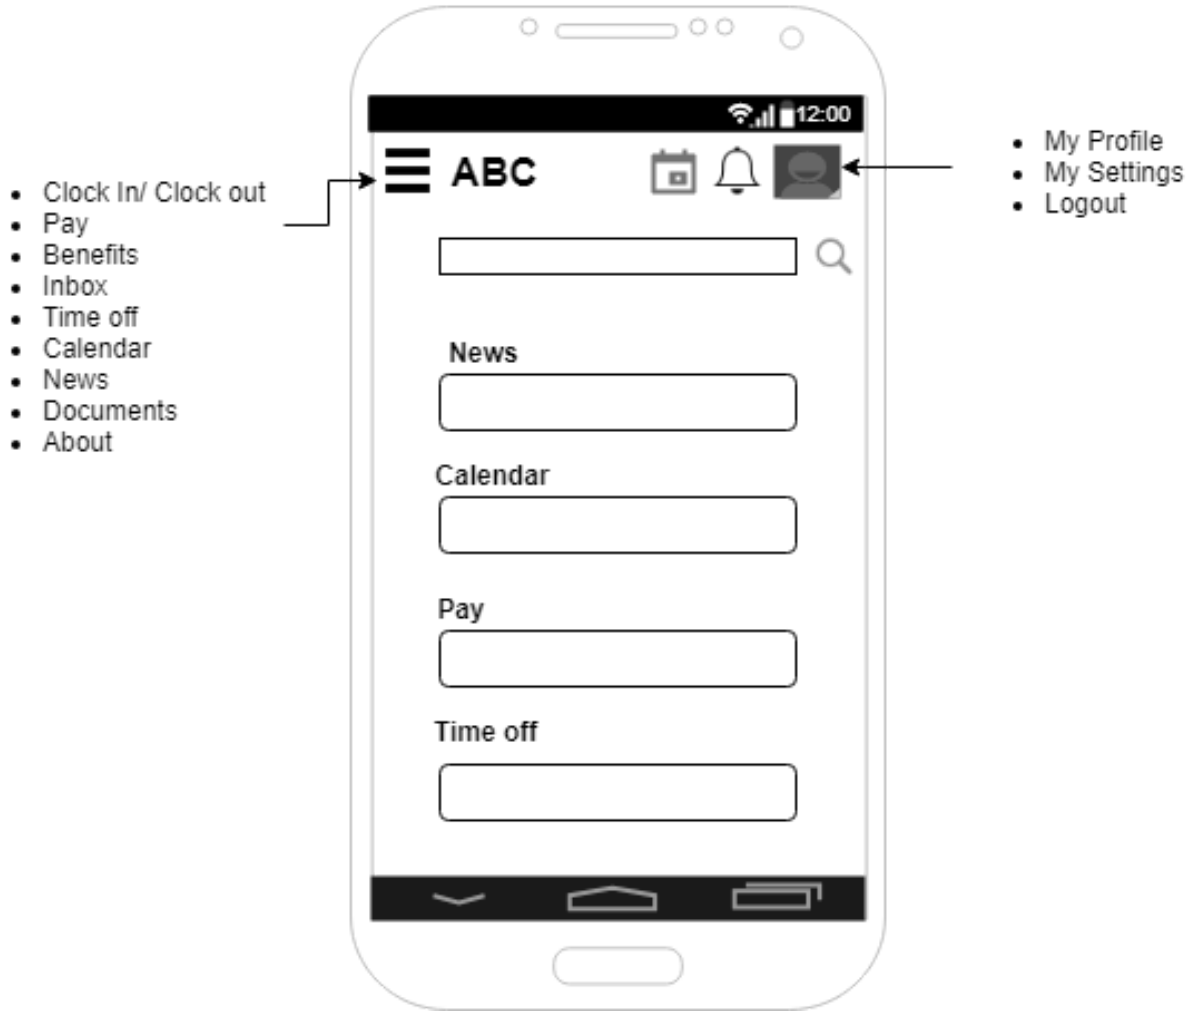 12:00
ABC
Clock In/ Clock out
Pay
Benefits
Inbox
Time off
Calendar
News
Documents
About
My Profile
My Settings
Logout
News
Calendar
Pay
Time off